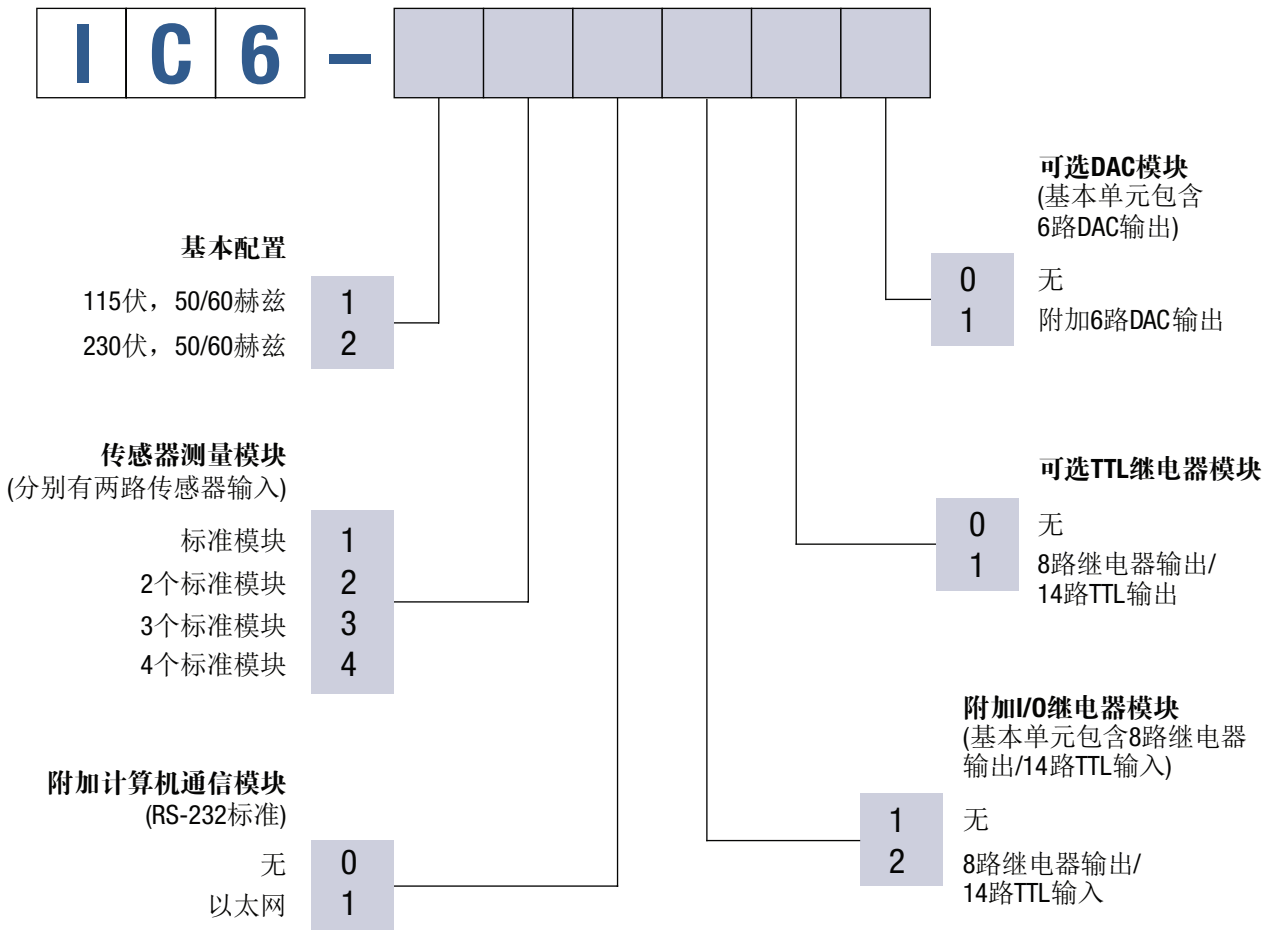 IC6–
基本配置
115伏，50/60赫兹 1
230伏，50/60赫兹 2
传感器测量模块
(分别有两路传感器输入)
标准模块 1
2个标准模块 2
3个标准模块 3
4个标准模块 4
附加计算机通信模块
(RS-232标准)
无 0
以太网 1
可选DAC模块
(基本单元包含
6路DAC输出)
0 无
1 附加6路DAC输出
可选TTL继电器模块
0 无
1 8路继电器输出/
14路TTL输出
附加I/O继电器模块
(基本单元包含8路继电器
输出/14路TTL输入)
1 无
2 8路继电器输出/
14路TTL输入